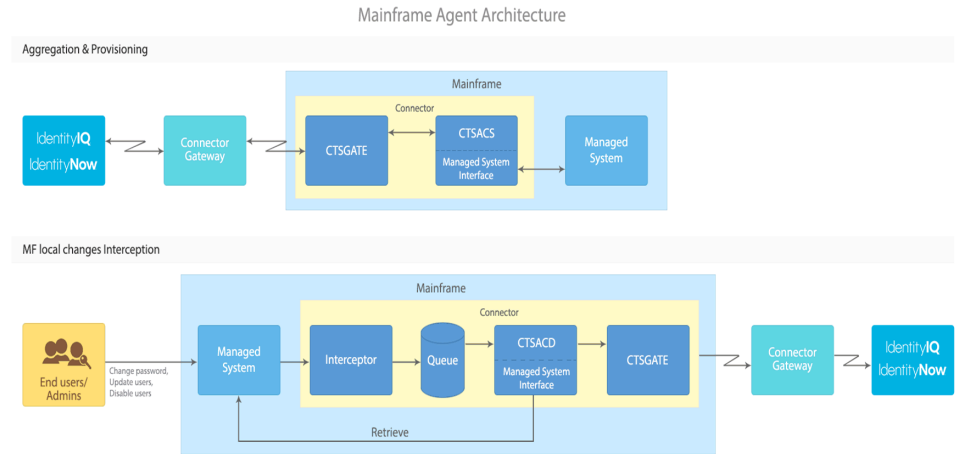 Mainframe Agent Architecture
Aggregation & Provisioning
Mainframe
Connector
IdentityIQ
IdentityNow
Connector
Gateway
CTSGATE
CTSACS
Managed System
Interface
Managed
System
MF local changes Interception
Mainframe
Connector
End users/
Admins
Change password,
Update users,
Disable users
Managed
System
Interceptor
Queue
CTSACD
Managed System
Interface
CTSGATE
Connector
Gateway
IdentityIQ
IdentityNow
Retrieve